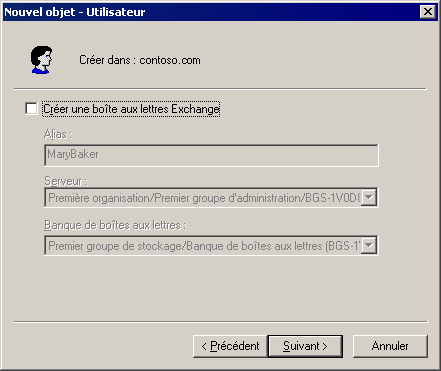 Nouvel objet - Utilisateur
Créer dans : contoso.com
Créer une boîte aux lettres Exchange
Alias :
MaryBaker
Serveur :
Première organisation/Premier groupe d'administration/BGS-1V0D8
Banque de boîtes aux lettres :
Premier groupe de stockage/Banque de boîtes aux lettres (BGS-1
< Précédent Suivant > Annuler